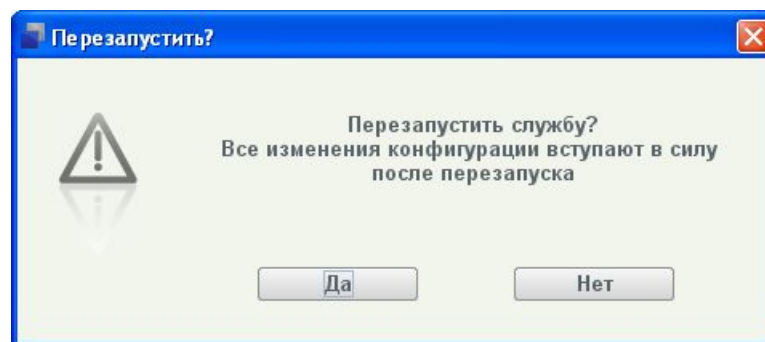 Перезапустить?
Перезапустить службу?
Все изменения конфигурации вступают в силу
после перезапуска
Да
Нет